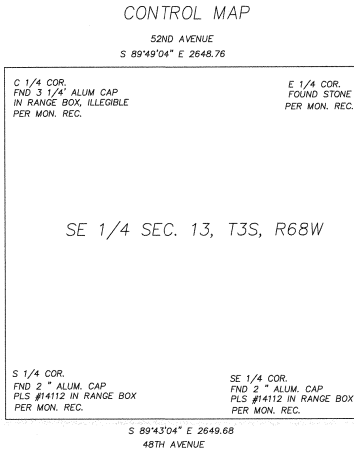 CONTROL MAP
52ND AVENUE
S 89°49'04" E 2648.76
C 1/4 COR.
FND 3 1/4' ALUM CAP
IN RANGE BOX, ILLEGIBLE
PER MON. REC.
E 1/4 COR.
FOUND STONE
PER MON. REC.
SE 1/4 SEC. 13, T3S, R68W
S 1/4 COR.
FND 2 " ALUM. CAP
PLS #14112 IN RANGE BOX
PER MON. REC.
SE 1/4 COR.
FND 2 " ALUM. CAP
PLS #14112 IN RANGE BOX
PER MON. REC.
S 89°43'04" E 2649.68
48TH AVENUE